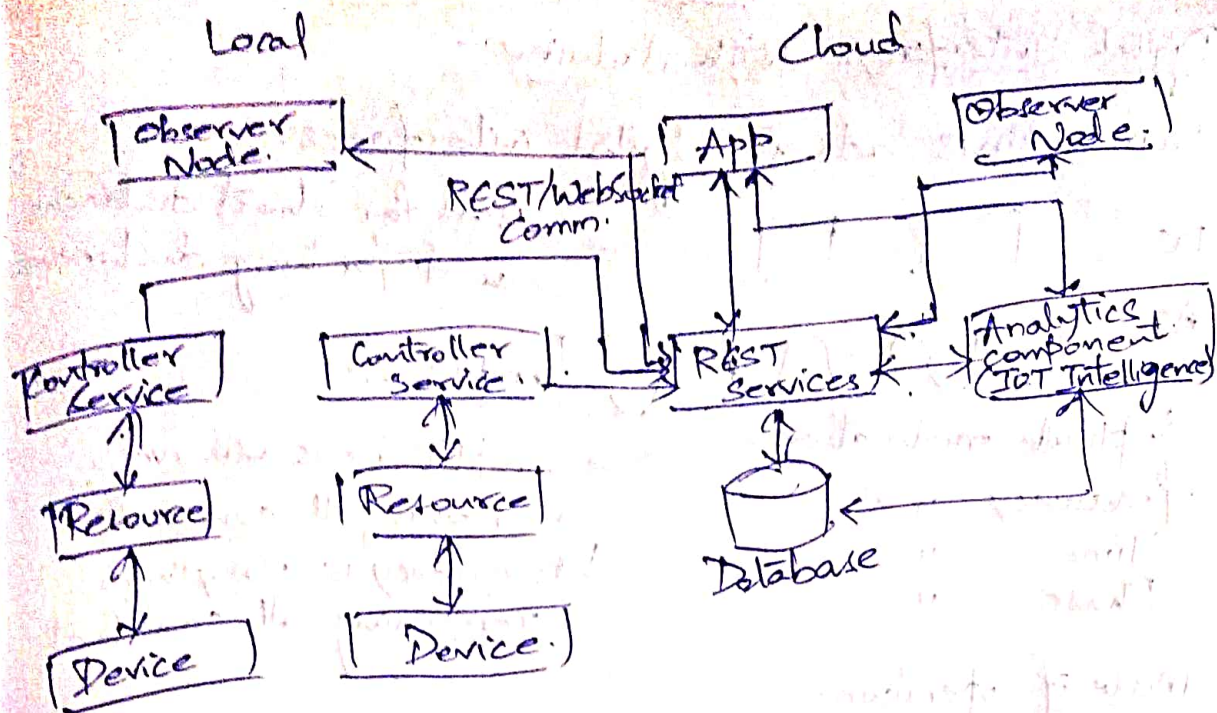 Local
Cloud
Observer
Node.
App
Observer
Node.
REST/WebSocket
Comm.
Controller
Service
Controller
Service.
REST
Services
Analytics
component
(IOT Intelligence)
Resource
Resource
Database
Device
Device.